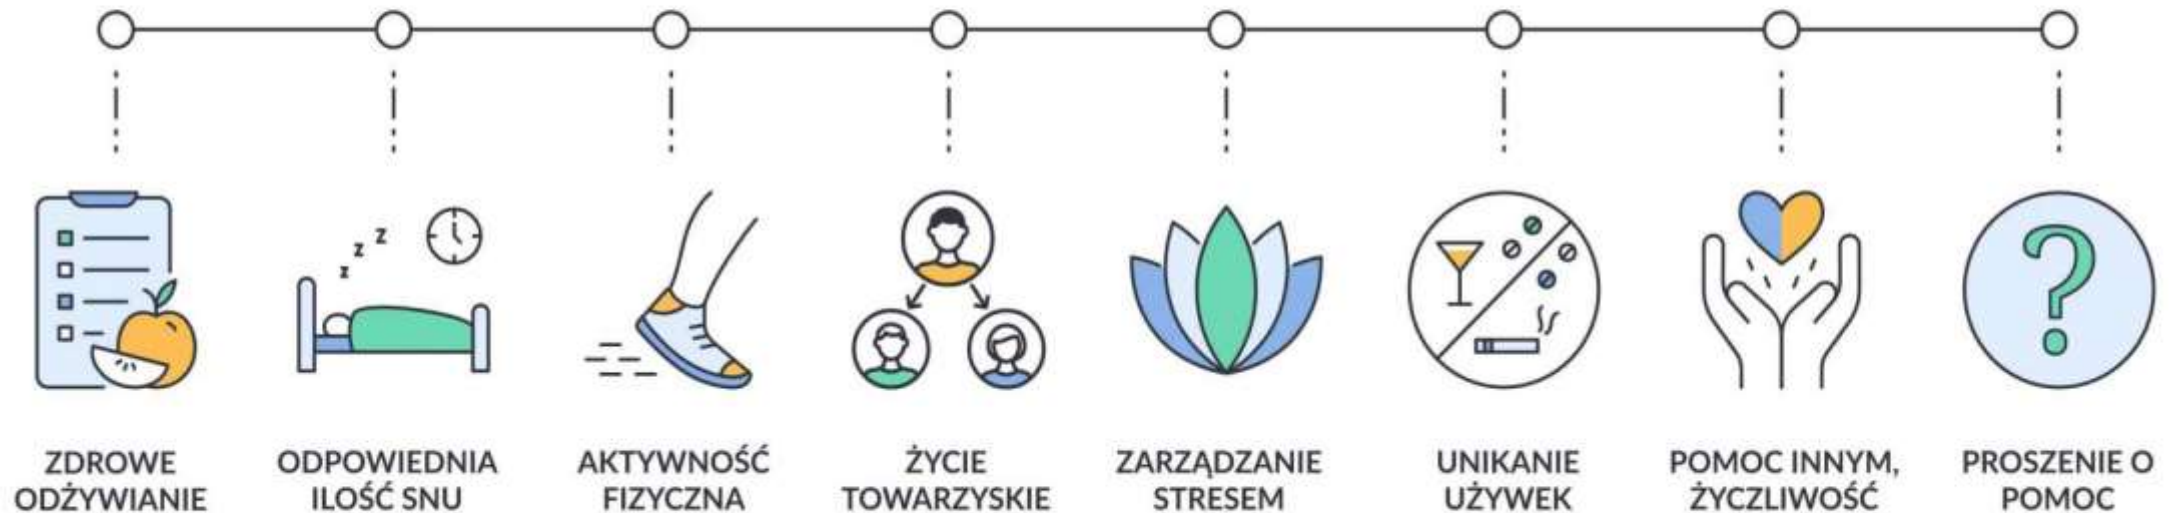 z z z
ZDROWE
ODŻYWIANIE
ODPOWIEDNIA
ILOŚĆ SNU
AKTYWNOŚĆ
FIZYCZNA
ŻYCIE
TOWARZYSKIE
ZARZĄDZANIE
STRESEM
UNIKANIE
UŻYWEK
POMOC INNYM,
ŻYCZLIWOŚĆ
?
PROSZENIE O
POMOC